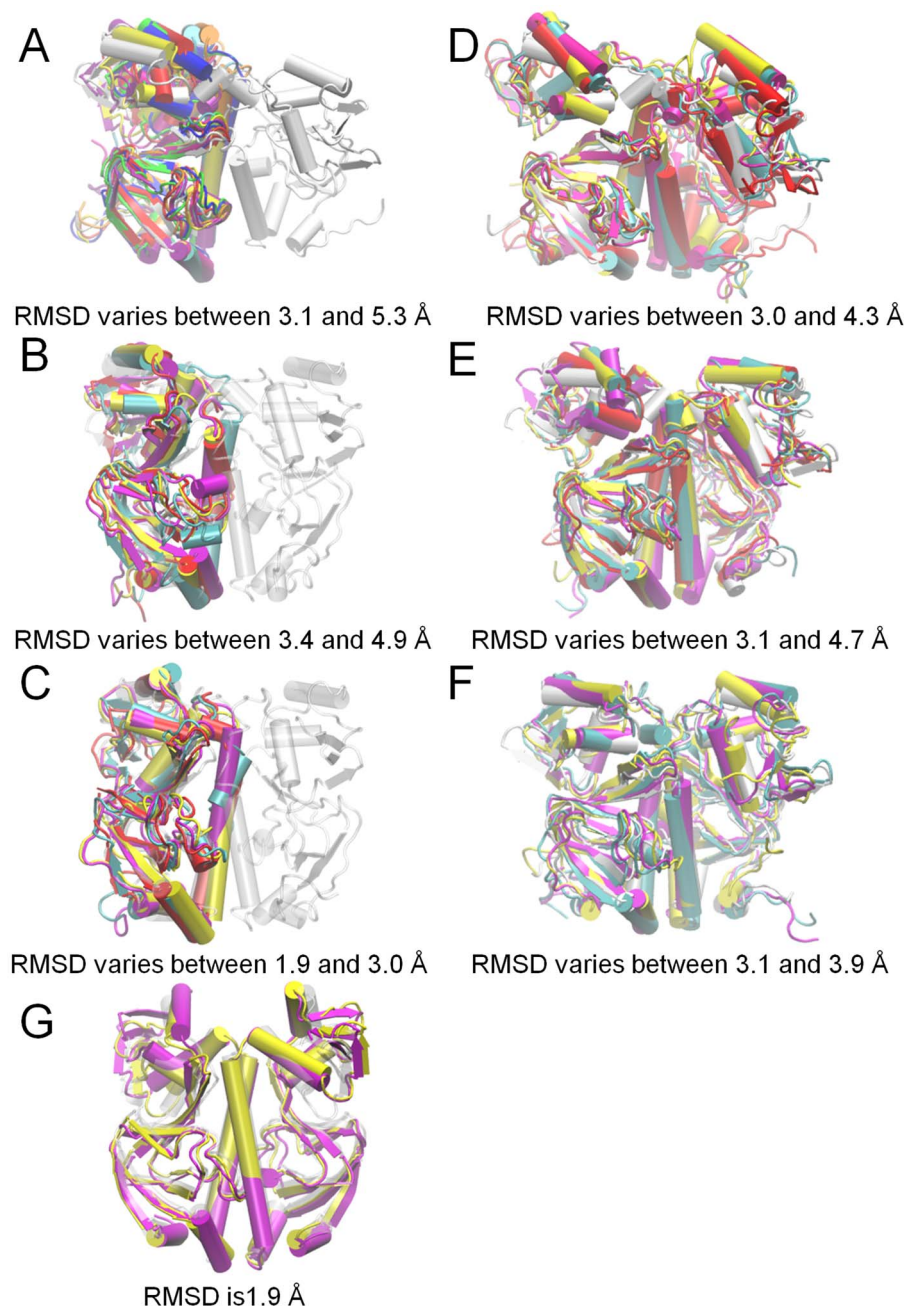 A
RMSD varies between 3.1 and 5.3 Å
B
RMSD varies between 3.4 and 4.9 Å
C
RMSD varies between 1.9 and 3.0 Å
D
RMSD varies between 3.0 and 4.3 Å
E
RMSD varies between 3.1 and 4.7 Å
F
RMSD varies between 3.1 and 3.9 Å
G
RMSD is1.9 Å